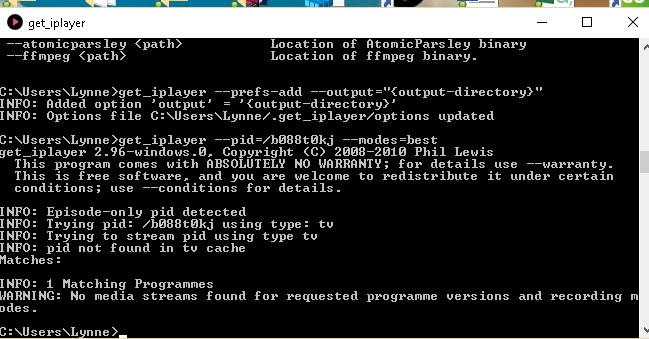 get_iplayer
--atomicparsley <path> Location of AtomicParsley binary
--ffmpeg <path> Location of ffmpeg binary.
C:\Users\Lynne>get_iplayer --prefs-add --output="{output-directory}"
INFO: Added option 'output' = '{output-directory}'
INFO: Options file C:\Users\Lynne/.get_iplayer/options updated
C:\Users\Lynne>get_iplayer --pid=/b088t0kj --modes=best
get_iplayer 2.96-windows.0, Copyright (C) 2008-2010 Phil Lewis
This program comes with ABSOLUTELY NO WARRANTY; for details use --warranty.
This is free software, and you are welcome to redistribute it under certain
conditions; use --conditions for details.
INFO: Episode-only pid detected
INFO: Trying pid: /b088t0kj using type: tv
INFO: Trying to stream pid using type tv
INFO: pid not found in tv cache
Matches:
INFO: 1 Matching Programmes
WARNING: No media streams found for requested programme versions and recording m
odes.
C:\Users\Lynne>_